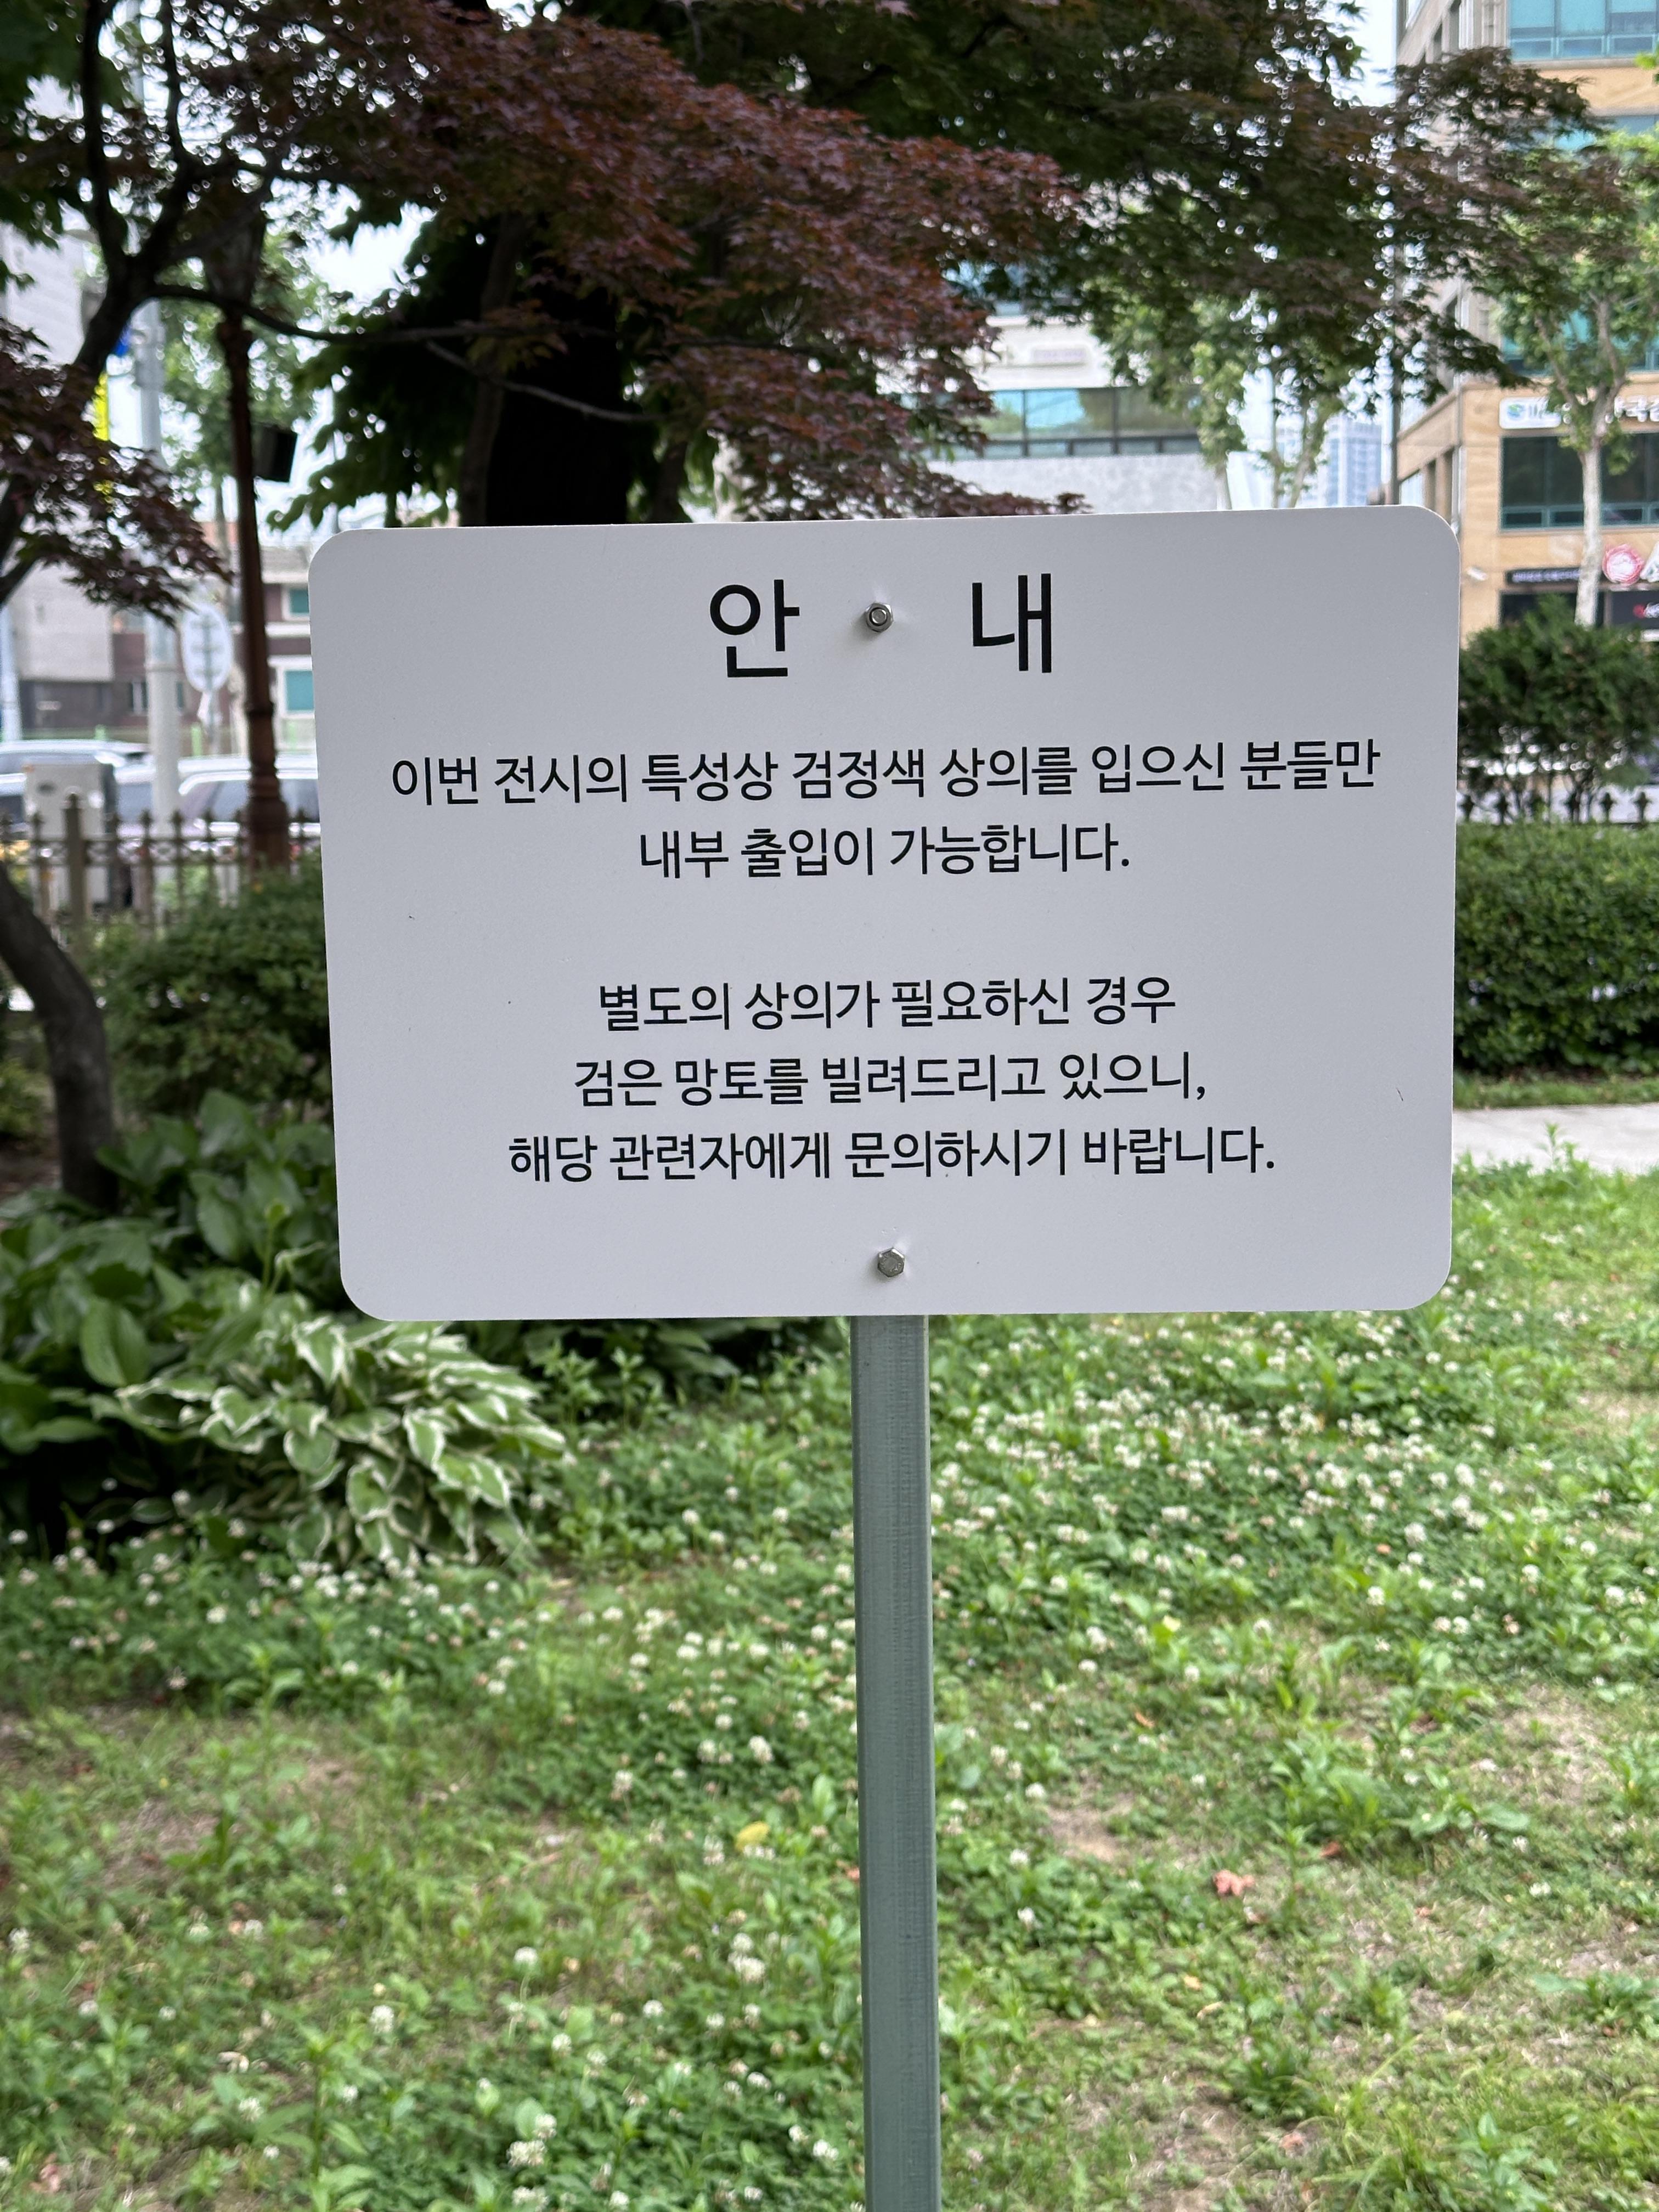 안 내
이번 전시의 특성상 검정색 상의를 입으신 분들만
내부 출입이 가능합니다.
별도의 상의가 필요하신 경우
검은 망토를 빌려드리고 있으니,
해당 관련자에게 문의하시기 바랍니다.